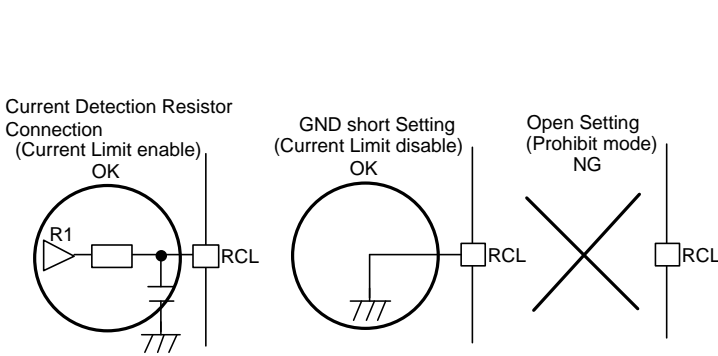 Current Detection Resistor
Connection
(Current Limit enable)
OK
R1
RCL
GND short Setting
(Current Limit disable)
OK
RCL
Open Setting
(Prohibit mode)
NG
RCL